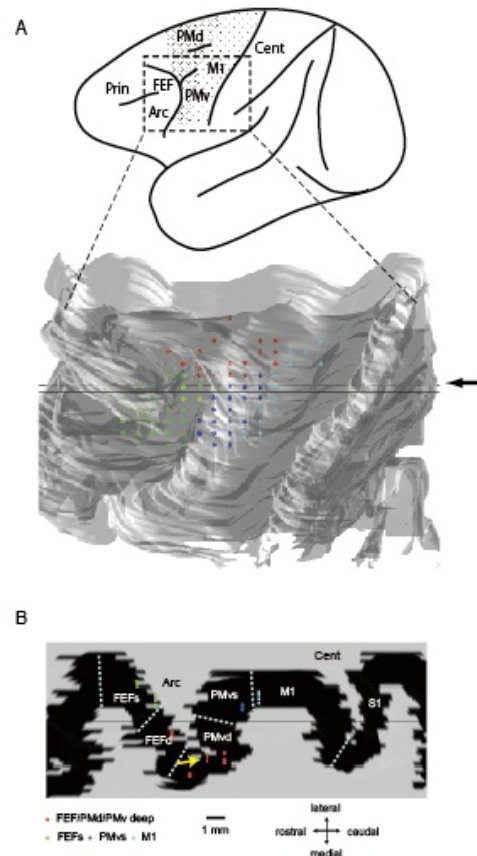 A
PMd
Cent
M1
Prin
FEF
PMv
Arc
B
Cent
Arc
FEFs
PMvs
M1
S1
FEFd
PMvd
FEF/PMd/PMv deep
FEFs PMvs M1
1 mm
lateral
rostral caudal
medial